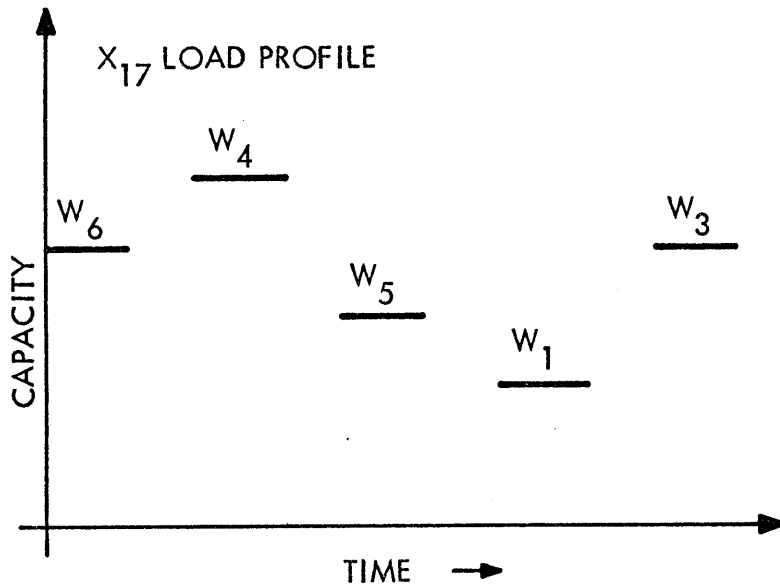 X₁₇ LOAD PROFILE
W₄
W₆
W₃
W₅
W₁
CAPACITY
TIME